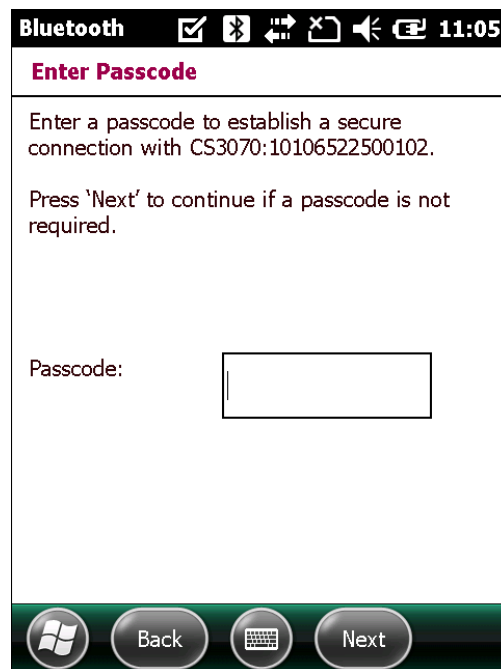 Bluetooth 11:05
Enter Passcode
Enter a passcode to establish a secure
connection with CS3070:10106522500102.
Press ‘Next’ to continue if a passcode is not
required.
Passcode:
Back Next